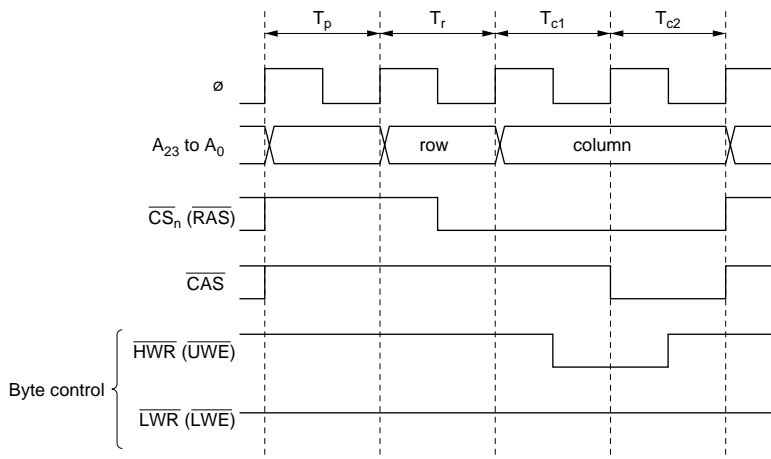 Tp Tr Tc1 Tc2
ø
A23 to A0 row column
CSn (RAS)
CAS
HWR (UWE)
Byte control
LWR (LWE)